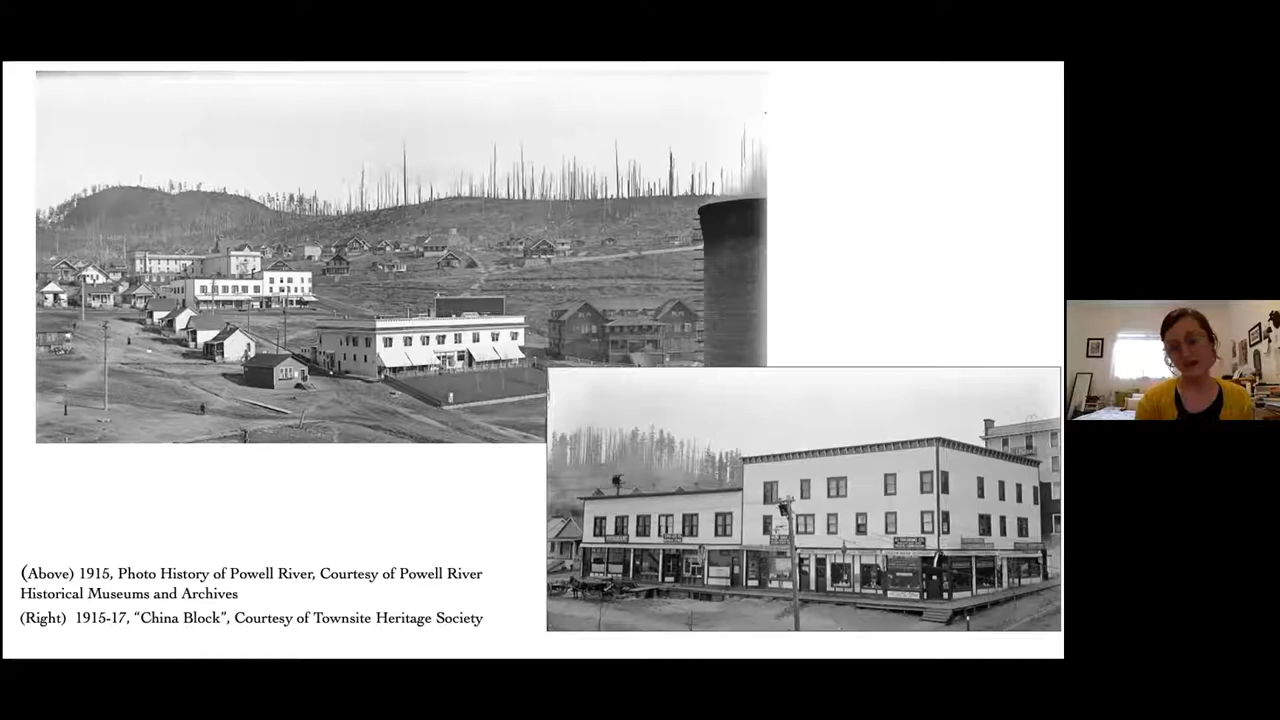 (Above) 1915, Photo History of Powell River, Courtesy of Powell River
Historical Museums and Archives
(Right)  1915-17, “China Block”, Courtesy of Townsite Heritage Society